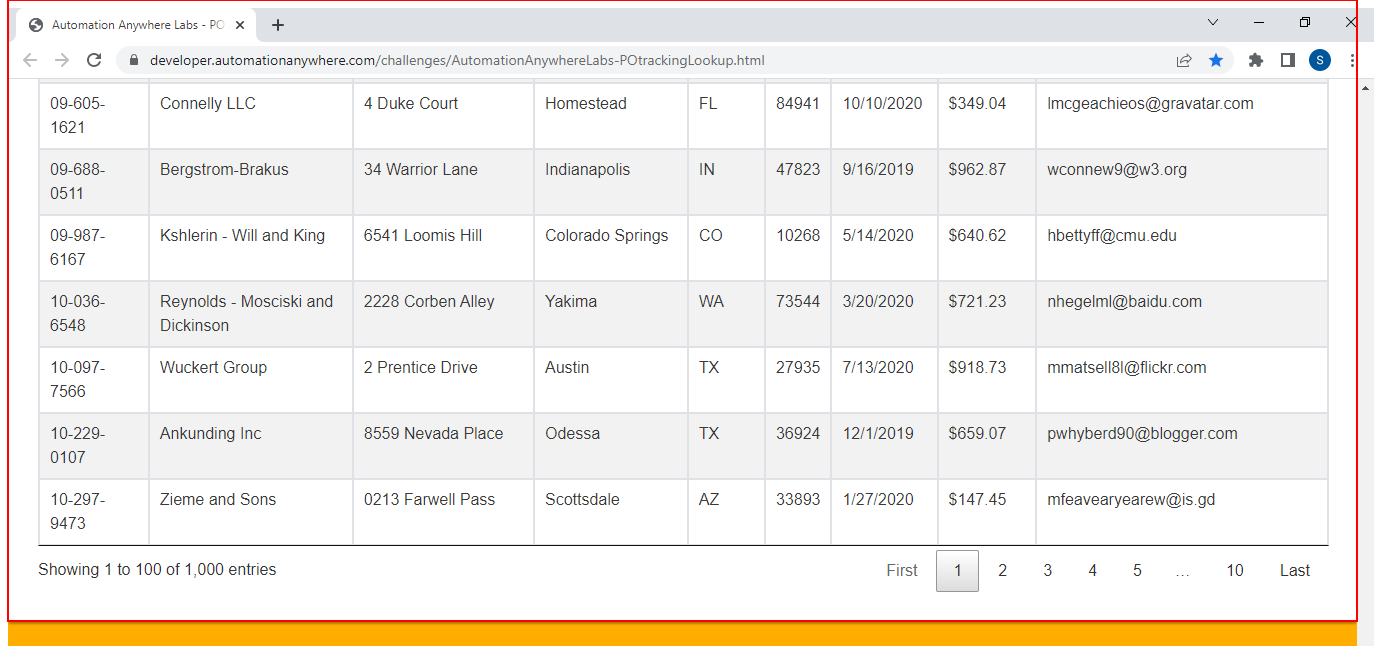 Automation Anywhere Labs - PO
developer.automationanywhere.com/challenges/AutomationAnywhereLabs-POtrackingLookup.html
S
09-605- Connelly LLC 4 Duke Court Homestead FL 84941 10/10/2020 $349.04 lmcgeachieos@gravatar.com
1621
09-688- Bergstrom-Brakus 34 Warrior Lane Indianapolis IN 47823 9/16/2019 $962.87 wconnew9@w3.org
0511
09-987- Kshlerin - Will and King 6541 Loomis Hill Colorado Springs CO 10268 5/14/2020 $640.62 hbettyff@cmu.edu
6167
10-036- Reynolds - Mosciski and 2228 Corben Alley Yakima WA 73544 3/20/2020 $721.23 nhegelml@baidu.com
6548 Dickinson
10-097- Wuckert Group 2 Prentice Drive Austin TX 27935 7/13/2020 $918.73 mmatsell8l@flickr.com
7566
10-229- Ankunding Inc 8559 Nevada Place Odessa TX 36924 12/1/2019 $659.07 pwhyberd90@blogger.com
0107
10-297- Zieme and Sons 0213 Farwell Pass Scottsdale AZ 33893 1/27/2020 $147.45 mfeavearyearew@is.gd
9473
Showing 1 to 100 of 1,000 entries First 1 2 3 4 5 … 10 Last